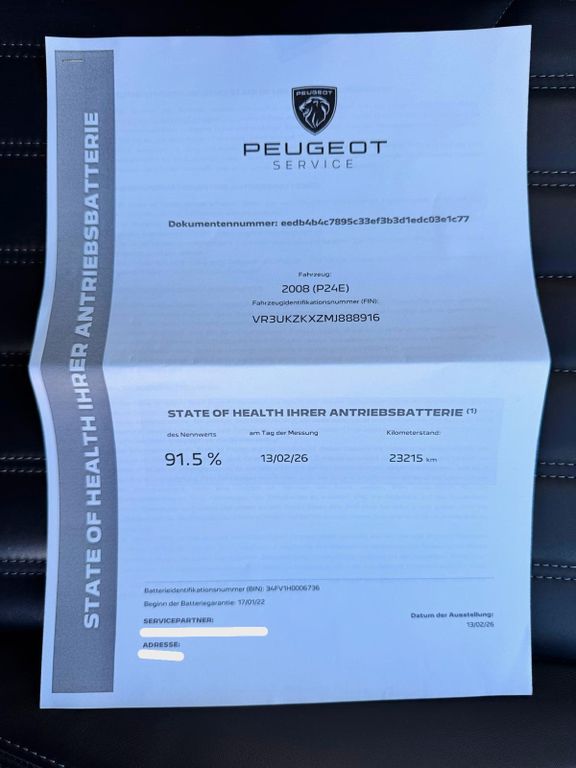 STATE OF HEALTH IHRER ANTRIEBSBATTERIE
PEUGEOT
PEUGEOT
SERVICE
Dokumentennummer: eedb4b4c7895c33ef3b3d1edc03e1c77
Fahrzeug:
2008 (P24E)
Fahrzeugidentifikationsnummer (FIN):
VR3UKZKXZMJ888916
STATE OF HEALTH IHRER ANTRIEBSBATTERIE (1)
des Nennwerts am Tag der Messung Kilometerstand:
91.5 % 13/02/26 23215 km
Batterieidentifikationsnummer (BIN): 34FV1H0006736
Beginn der Batteriegarantie: 17/01/22
SERVICEPARTNER:
ADRESSE:
Datum der Ausstellung:
13/02/26